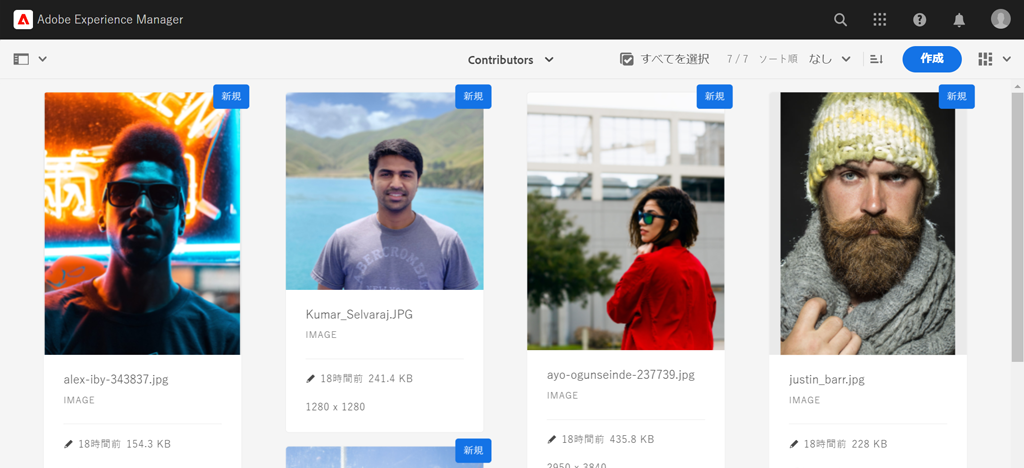 Adobe Experience Manager
Contributors
すべてを選択 7 / 7 ソート順 なし
作成
新規
新規
新規
新規
ABERCROMBIE
alex-iby-343837.jpg
IMAGE
18時間前 154.3 KB
Kumar_Selvaraj.JPG
IMAGE
18時間前 241.4 KB
1280 x 1280
新規
ayo-ogunseinde-237739.jpg
IMAGE
18時間前 435.8 KB
2950 x 3840
justin_barr.jpg
IMAGE
18時間前 228 KB